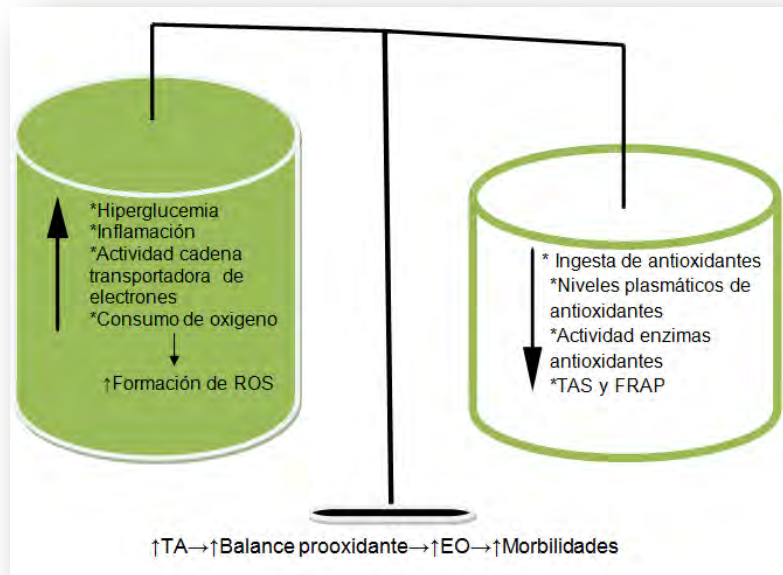 *Hiperglucemia
*Inflamación
*Actividad cadena
transportadora de
electrones
*Consumo de oxigeno
↑Formación de ROS
* Ingesta de antioxidantes
*Niveles plasmáticos de
antioxidantes
*Actividad enzimas
antioxidantes
*TAS y FRAP
↑TA→↑Balance prooxidante→↑EO→↑Morbilidades